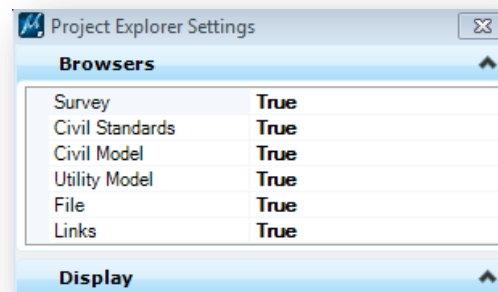 Project Explorer Settings
Browsers
Survey True
Civil Standards True
Civil Model True
Utility Model True
File True
Links True
Display